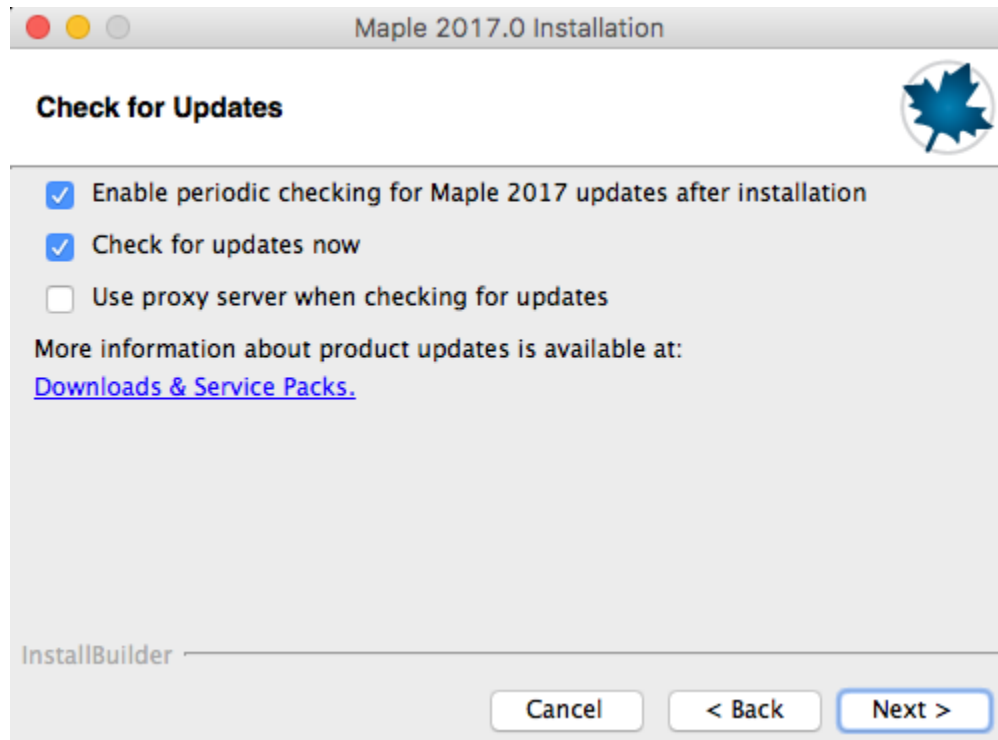 Maple 2017.0 Installation
Check for Updates
Enable periodic checking for Maple 2017 updates after installation
Check for updates now
Use proxy server when checking for updates
More information about product updates is available at:
Downloads & Service Packs.
InstallBuilder
Cancel
< Back
Next >